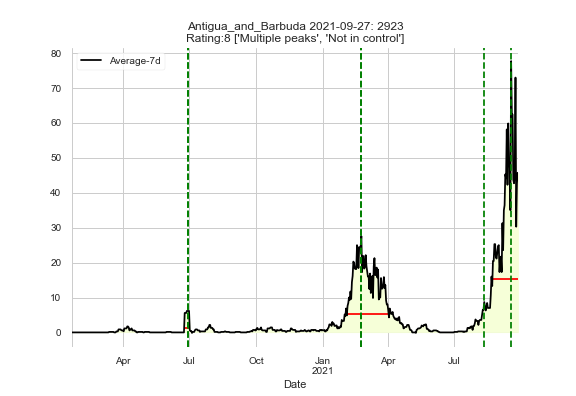 Antigua_and_Barbuda 2021-09-27: 2923
Rating:8 ['Multiple peaks', 'Not in control']
Average-7d
80
70
60
50
40
30
20
10
0
Apr Jul Oct Jan Apr Jul
2021
Date